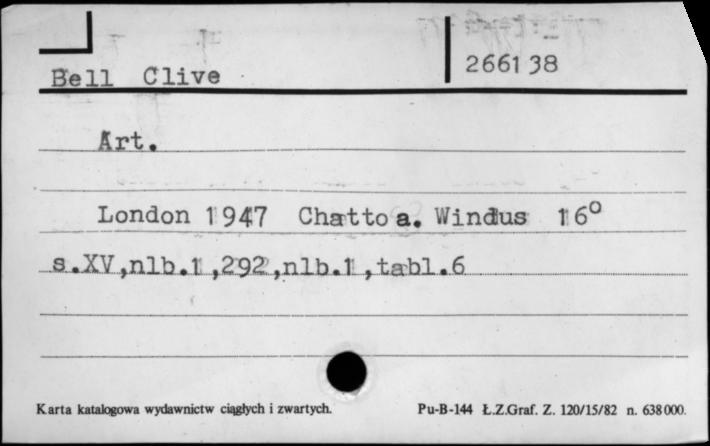 Bell Clive 266138
Art.
London 1947 Chatto a. Windus 16°
s.XV,nlb.1,292,nlb.1,tabl.6
Karta katalogowa wydawnictw ciągłych i zwartych. Pu-B-144 Ł.Z.Graf. Z. 120/15/82 n. 638000.